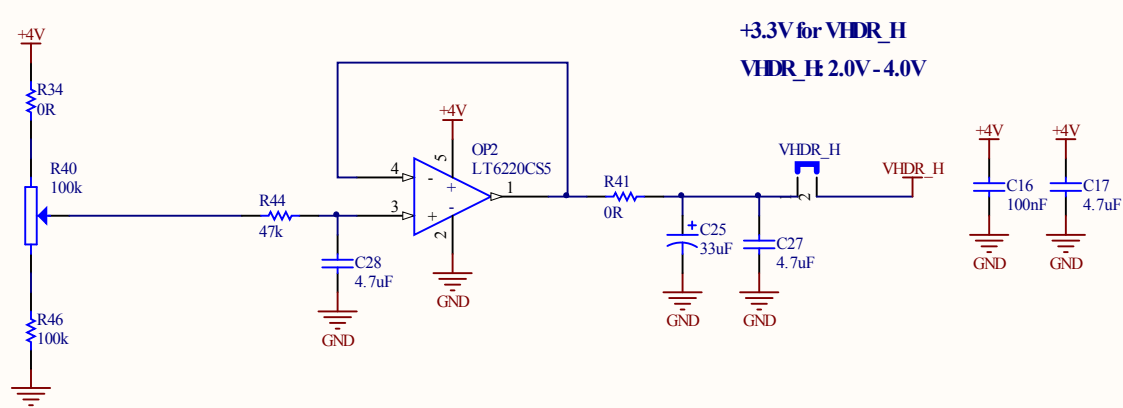 +3.3V for VHDR_H
VHDR_H: 2.0V - 4.0V
+4V
R34
0R
R40
100k
R44
47k
R46
100k
C28
4.7uF
GND
4
3
-
+
+4V
5
+
-
2
GND
OP2
LT6220CS5
1
R41
0R
+
C25
33uF
GND
C27
4.7uF
GND
VHDR_H
2
VHDR_H
+4V
C16
100nF
GND
+4V
C17
4.7uF
GND